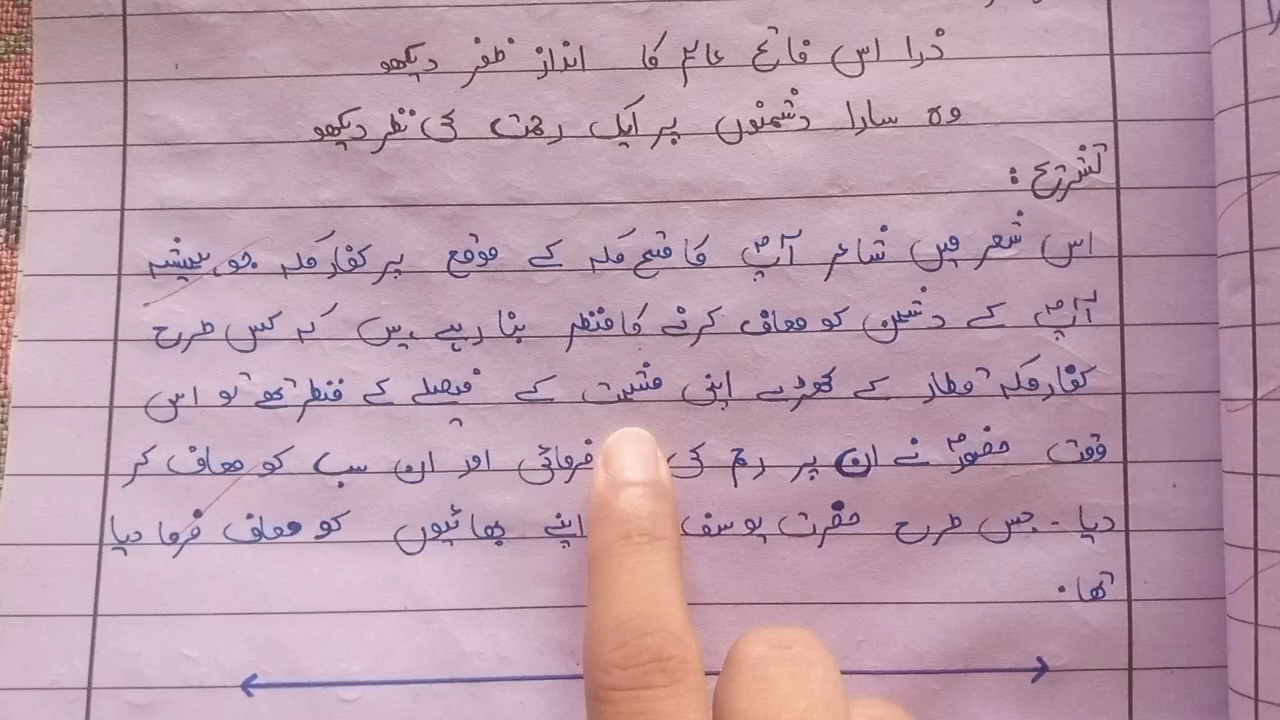 ذرا اس فاتح عالم کا انداز ظفر دیکھو
وہ سارا دشمنوں پر ایک رحمت کی نظر دیکھو
تشریح :
اس شعر میں شاعر آپؐ کا فتح مکہ کے موقع پر کفار مکہ جو ہمیشہ
آپؐ کے دشمن کو معاف کرنے کا منظر بتا رہے ہیں کہ کس طرح
کفار مکہ قطار کے کھڑے اپنی قسمت کے فیصلے کے منتظر تھے تو اس
وقت حضورؐ نے ان پر رحم کی فرمائی اور ان سب کو معاف کر
دیا۔ جس طرح حضرت یوسف اپنے بھائیوں کو معاف فرما دیا
تھا۔